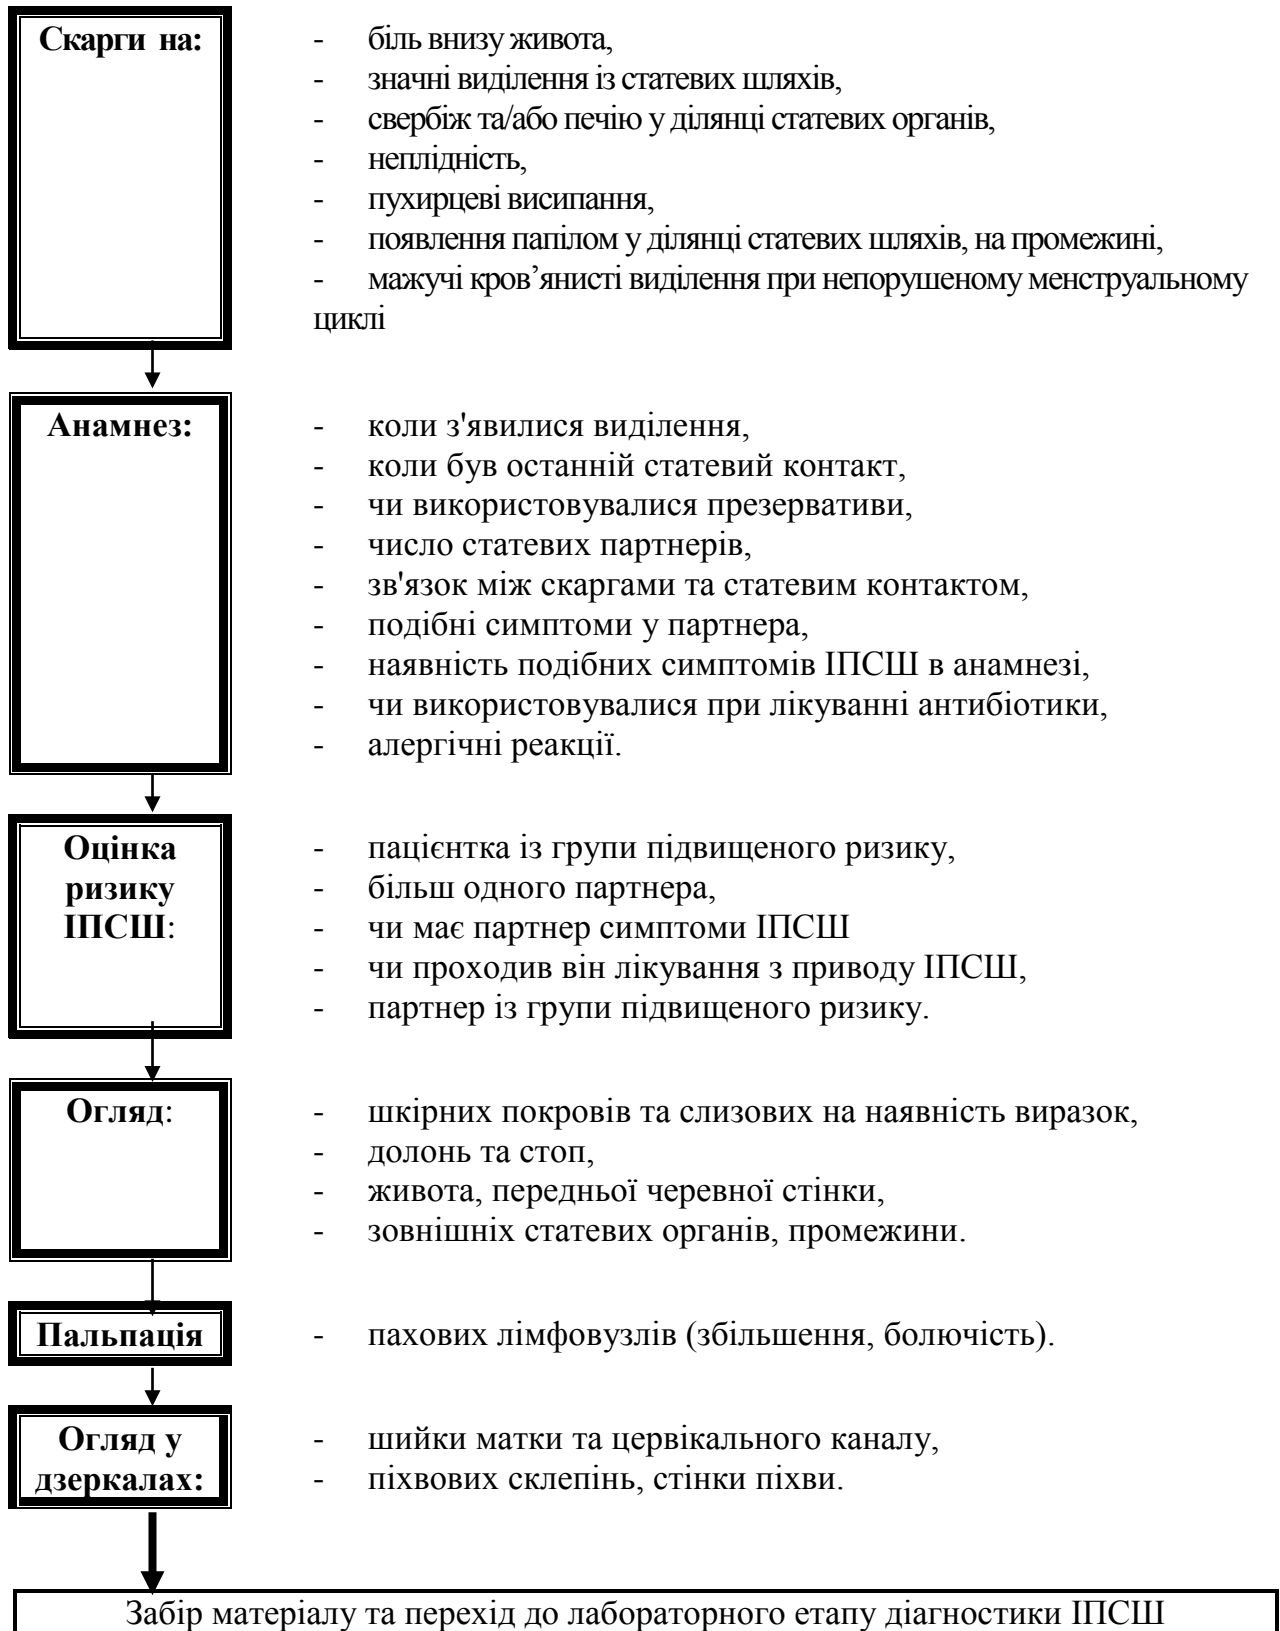 Скарги на:
- біль внизу живота,
- значні виділення із статевих шляхів,
- свербіж та/або печію у ділянці статевих органів,
- неплідність,
- пухирцеві висипання,
- появлення папілом у ділянці статевих шляхів, на промежині,
- мажучі кров’янисті виділення при непорушеному менструальному
циклі
Анамнез:
- коли з'явилися виділення,
- коли був останній статевий контакт,
- чи використовувалися презервативи,
- число статевих партнерів,
- зв'язок між скаргами та статевим контактом,
- подібні симптоми у партнера,
- наявність подібних симптомів ІПСШ в анамнезі,
- чи використовувалися при лікуванні антибіотики,
- алергічні реакції.
Оцінка
ризику
ІПСШ:
- пацієнтка із групи підвищеного ризику,
- більш одного партнера,
- чи має партнер симптоми ІПСШ
- чи проходив він лікування з приводу ІПСШ,
- партнер із групи підвищеного ризику.
Огляд:
- шкірних покровів та слизових на наявність виразок,
- долонь та стоп,
- живота, передньої черевної стінки,
- зовнішніх статевих органів, промежини.
Пальпація
- пахових лімфовузлів (збільшення, болючість).
Огляд у
дзеркалах:
- шийки матки та цервікального каналу,
- піхвових склепінь, стінки піхви.
Забір матеріалу та перехід до лабораторного етапу діагностики ІПСШ